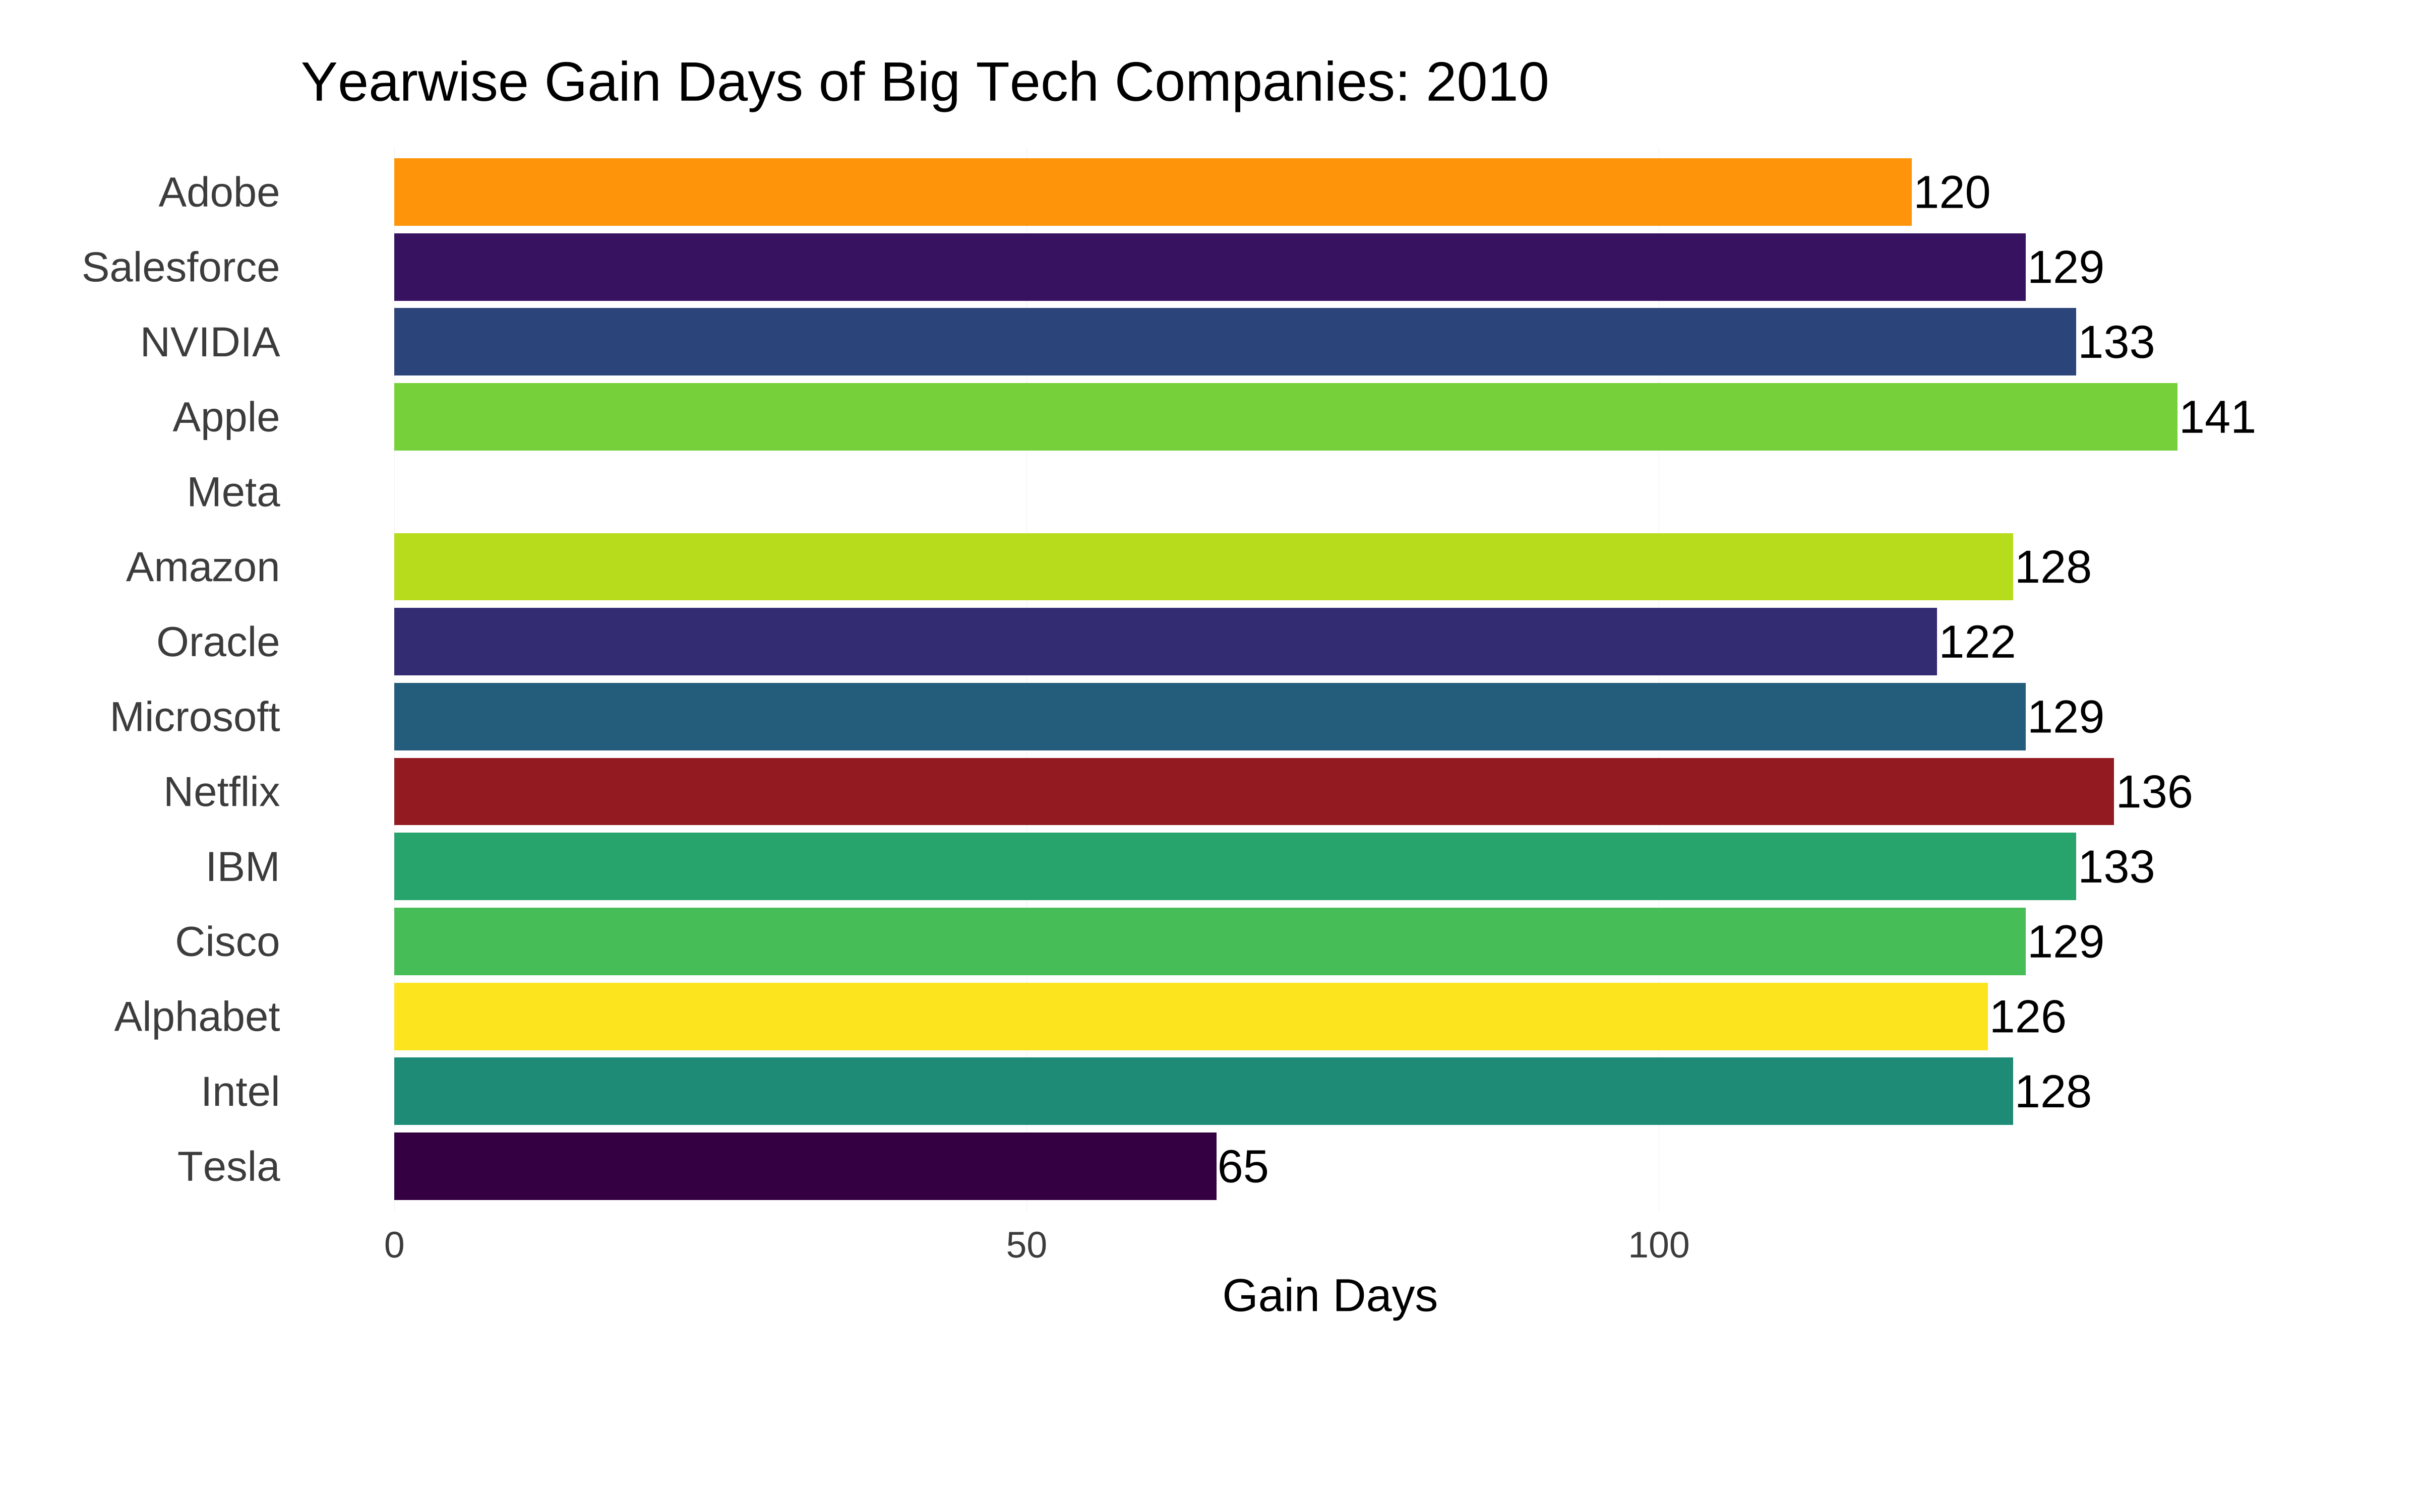 Yearwise Gain Days of Big Tech Companies: 2010
Adobe 120
Salesforce 129
NVIDIA 133
Apple 141
Meta
Amazon 128
Oracle 122
Microsoft 129
Netflix 136
IBM 133
Cisco 129
Alphabet 126
Intel 128
Tesla 65
0 50 100
Gain Days